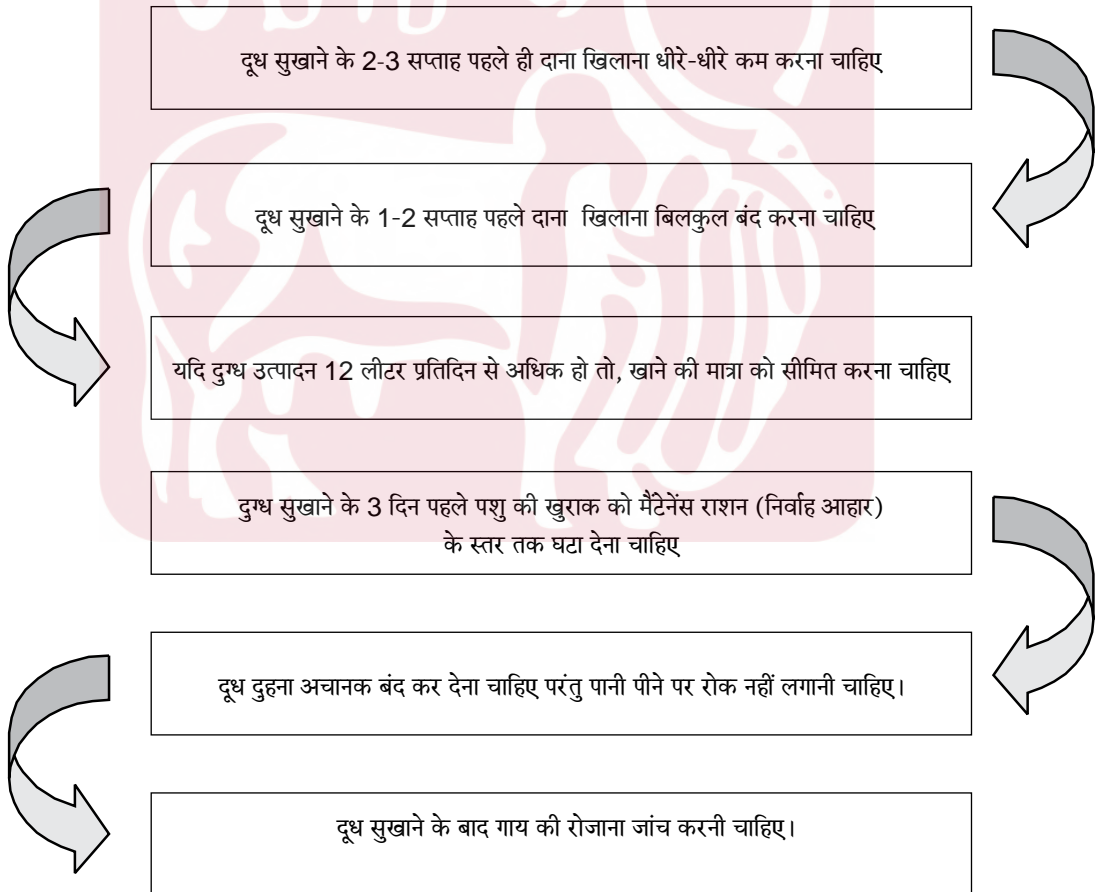 दूध सुखाने के 2-3 सप्ताह पहले ही दाना खिलाना धीरे-धीरे कम करना चाहिए
दूध सुखाने के 1-2 सप्ताह पहले दाना खिलाना बिलकुल बंद करना चाहिए
यदि दुग्ध उत्पादन 12 लीटर प्रतिदिन से अधिक हो तो, खाने की मात्रा को सीमित करना चाहिए
दुग्ध सुखाने के 3 दिन पहले पशु की खुराक को मैंटेनेंस राशन (निर्वाह आहार)
के स्तर तक घटा देना चाहिए
दूध दुहना अचानक बंद कर देना चाहिए परंतु पानी पीने पर रोक नहीं लगानी चाहिए।
दूध सुखाने के बाद गाय की रोजाना जांच करनी चाहिए।